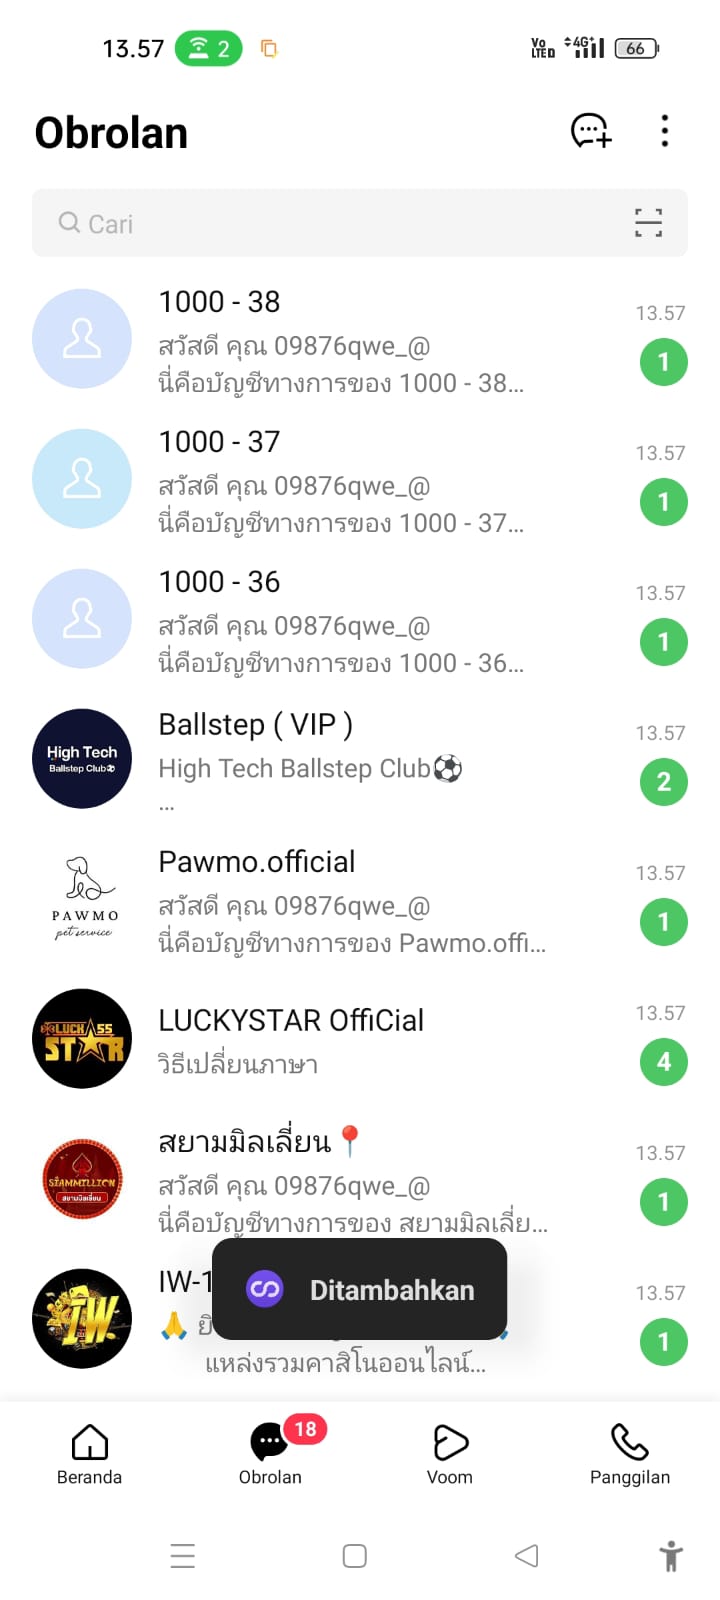 13.57
2
Vo
LTE D
4G+
66
Obrolan
Cari
1000 - 38
13.57
สวัสดี คุณ 09876qwe_@
นี่คือบัญชีทางการของ 1000 - 38...
1
1000 - 37
13.57
สวัสดี คุณ 09876qwe_@
นี่คือบัญชีทางการของ 1000 - 37...
1
1000 - 36
13.57
สวัสดี คุณ 09876qwe_@
นี่คือบัญชีทางการของ 1000 - 36...
1
High Tech
Ballstep Club
Ballstep ( VIP )
13.57
High Tech Ballstep Club⚽
...
2
PAWMO
pet service
Pawmo.official
13.57
สวัสดี คุณ 09876qwe_@
นี่คือบัญชีทางการของ Pawmo.offi...
1
LUCK
55
STAR
LUCKYSTAR OffiCial
13.57
วิธีเปลี่ยนภาษา
4
SIAMMILLION
สยามมิลเลี่ยน
สยามมิลเลี่ยน📍
13.57
สวัสดี คุณ 09876qwe_@
นี่คือบัญชีทางการของ สยามมิลเลี่ย...
1
IW
IW-1
13.57
🙏 ยิ
แหล่งรวมคาสิโนออนไลน์...
1
Ditambahkan
18
Beranda
Obrolan
Voom
Panggilan